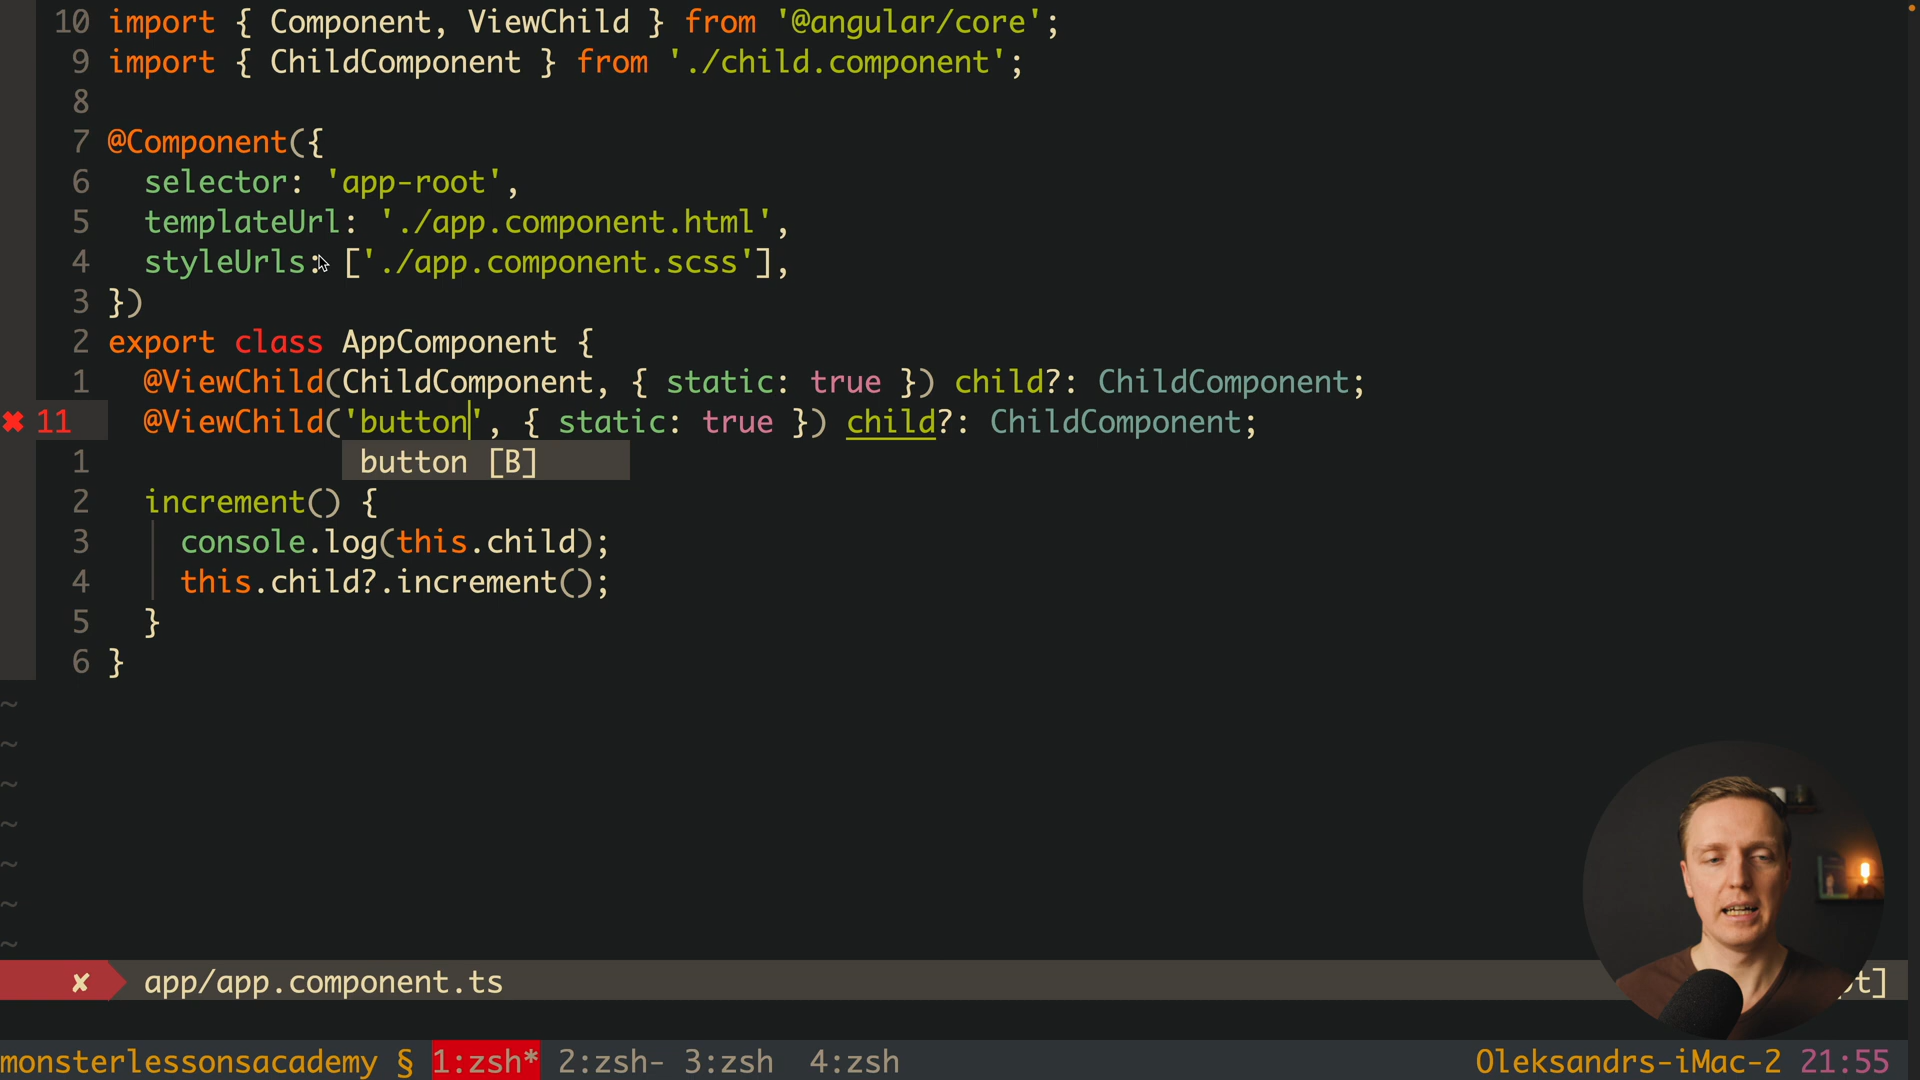 10 import { Component, ViewChild } from '@angular/core';
9 import { ChildComponent } from './child.component';
8
7 @Component({
6 selector: 'app-root',
5 templateUrl: './app.component.html',
4 styleUrls: ['./app.component.scss'],
3 })
2 export class AppComponent {
1 @ViewChild(ChildComponent, { static: true }) child?: ChildComponent;
✖ 11 @ViewChild('button', { static: true }) child?: ChildComponent;
1 button [B]
2 increment() {
3 console.log(this.child);
4 this.child?.increment();
5 }
6 }
~
~
~
~
~
~
~
✘ app/app.component.ts pt]
monsterlessonsacademy § 1:zsh* 2:zsh- 3:zsh 4:zsh Oleksandrs-iMac-2 21:55